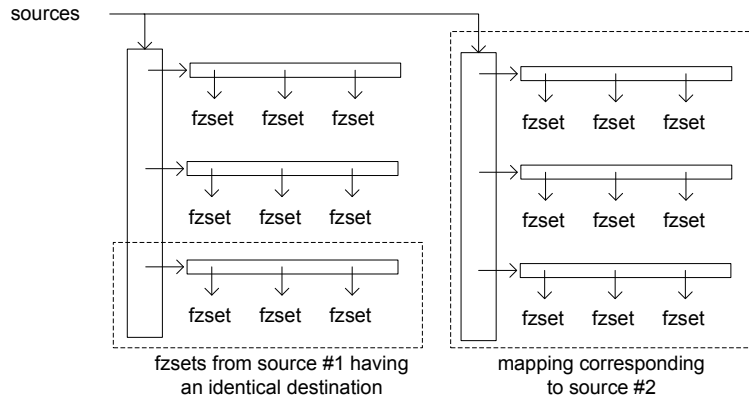 sources
fzset fzset fzset
fzset fzset fzset
fzset fzset fzset
fzsets from source #1 having
an identical destination
fzset fzset fzset
fzset fzset fzset
fzset fzset fzset
mapping corresponding
to source #2